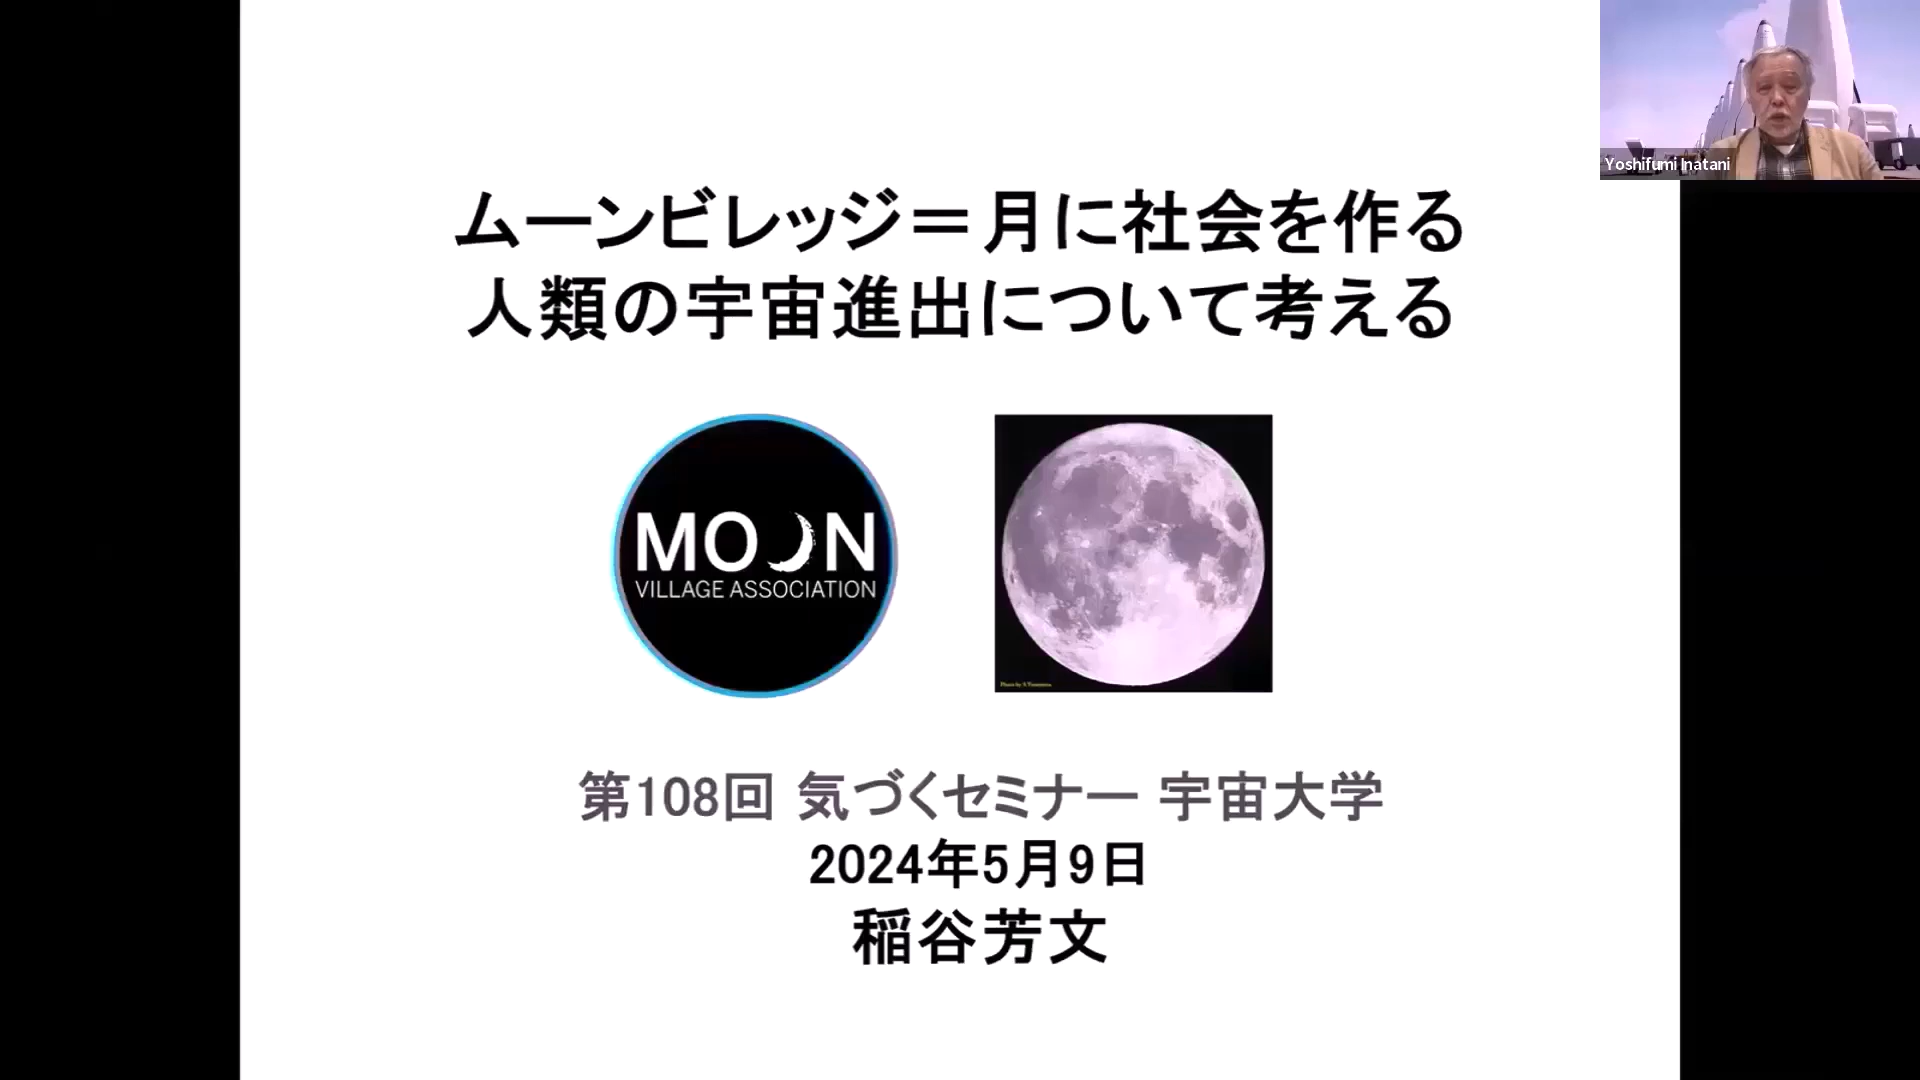 ムーンビレッジ＝月に社会を作る
人類の宇宙進出について考える
MOON
VILLAGE ASSOCIATION
第108回 気づくセミナー 宇宙大学
2024年5月9日
稲谷芳文
Yoshifumi Inatani